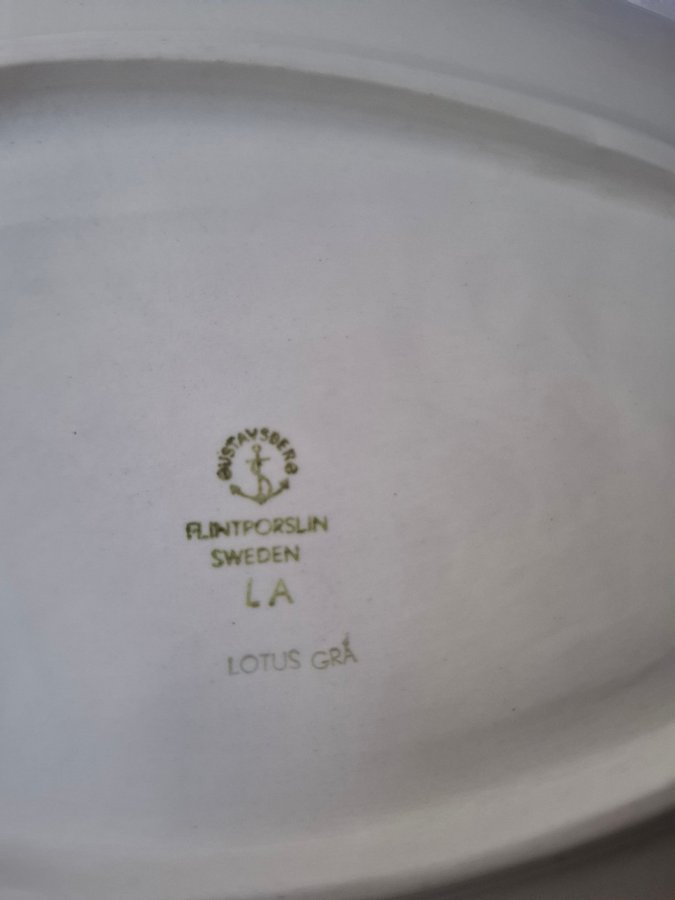 GUSTAVSBERG
FLINTPORSLIN
SWEDEN
LA
LOTUS GRÅ